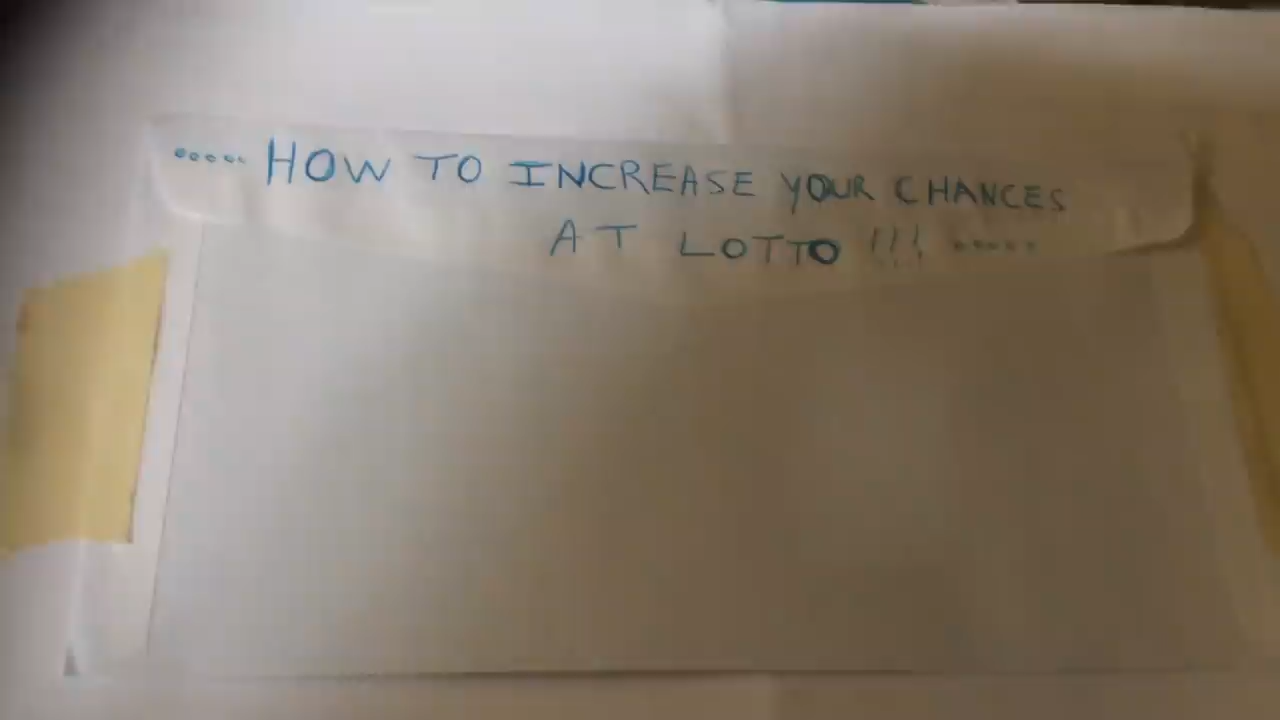 ..... HOW TO INCREASE YOUR CHANCES
AT LOTTO !!! .....